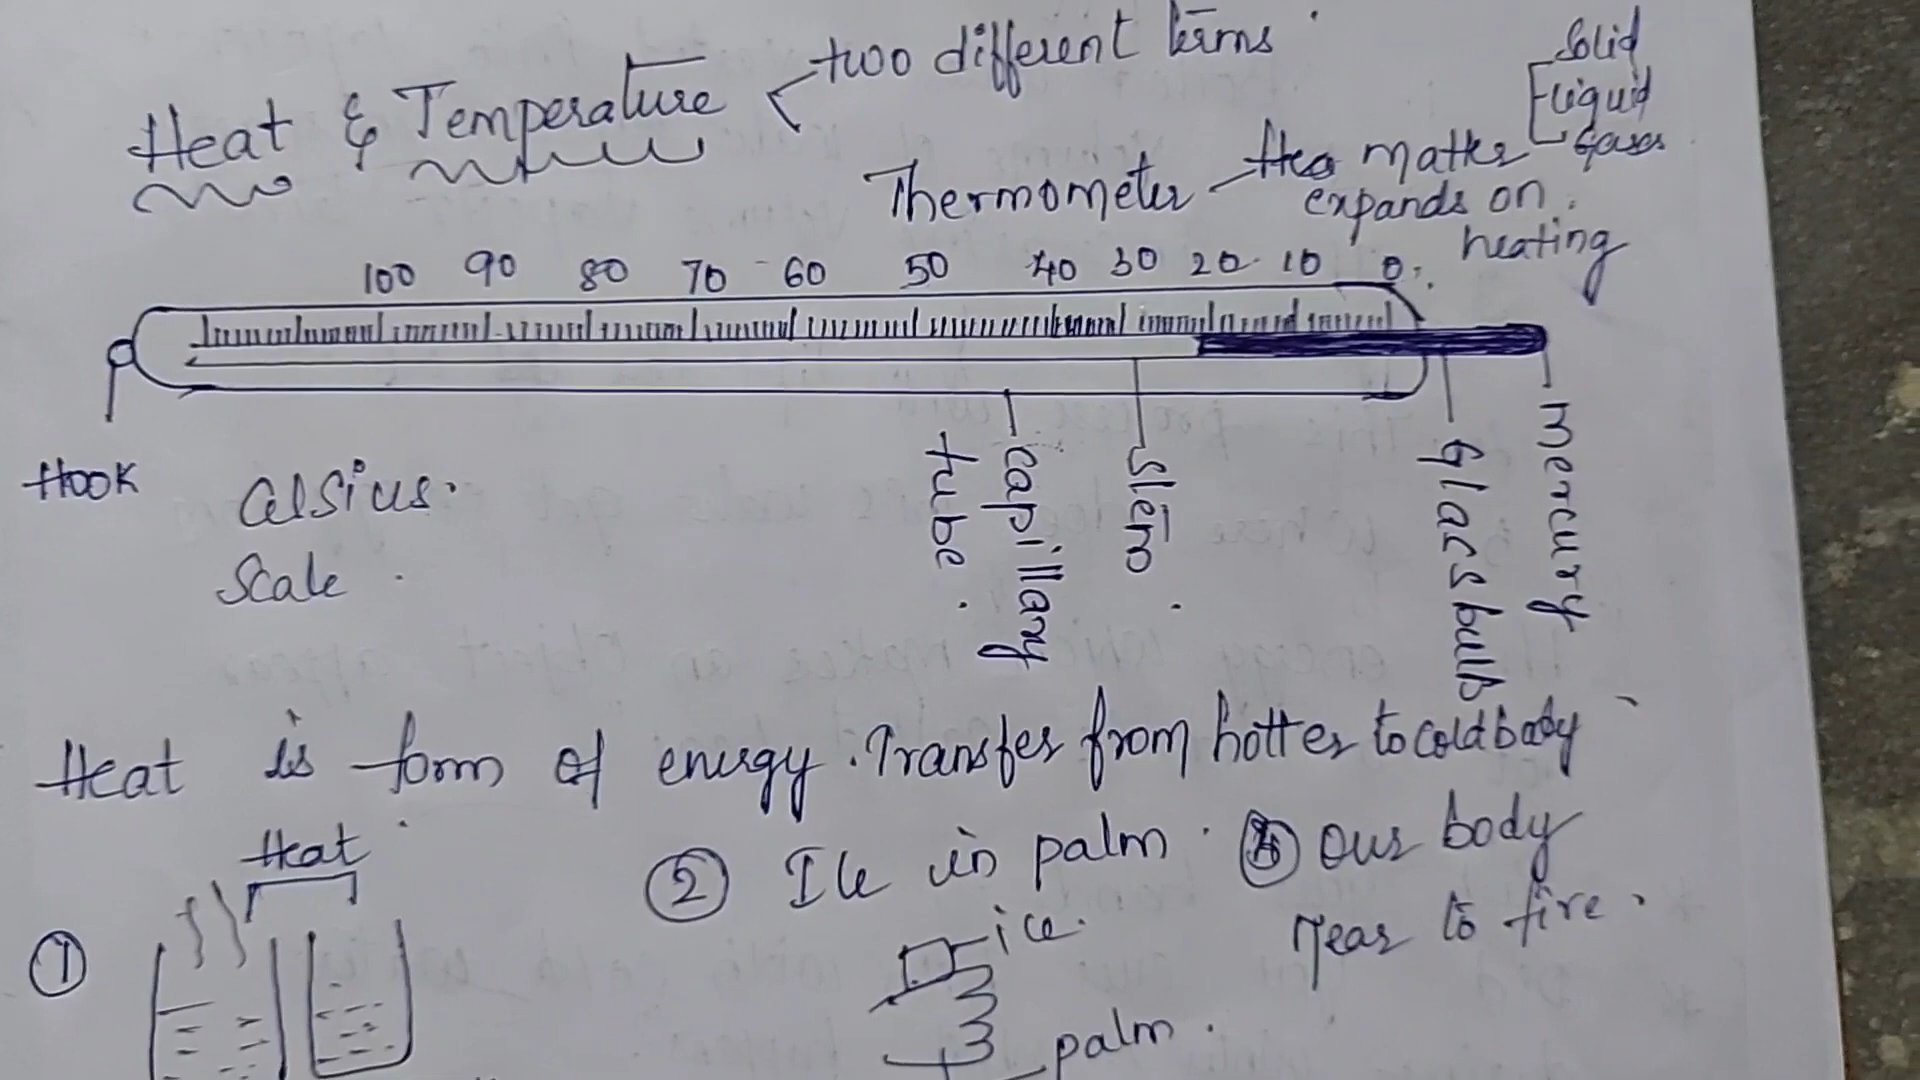 Heat & Temperature < two different terms.
Solid
Liquid
Gases
Thermometer - matter
expands on
heating
100 90 80 70 60 50 40 30 20 10 0
Hook
Celsius.
Scale.
capillary
tube.
Stem.
Glass bulb
Mercury
Heat is form of energy. Transfer from hotter to cold body
Heat
① 
② Ice in palm.
ice.
palm.
③ Our body
near to fire.